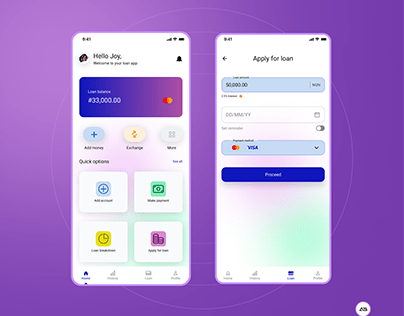 9:41
Hello Joy,
Welcome to your loan app
Loan balance
#33,000.00
Add money
Exchange
More
Quick options
See all
Add account
Make payment
Loan breakdown
Apply for loan
Home
History
Loan
Profile
9:41
Apply for loan
Loan amount
50,000.00
NGN
DD/MM/YY
Set reminder
Payment method
VISA
Proceed
Home
History
Loan
Profile